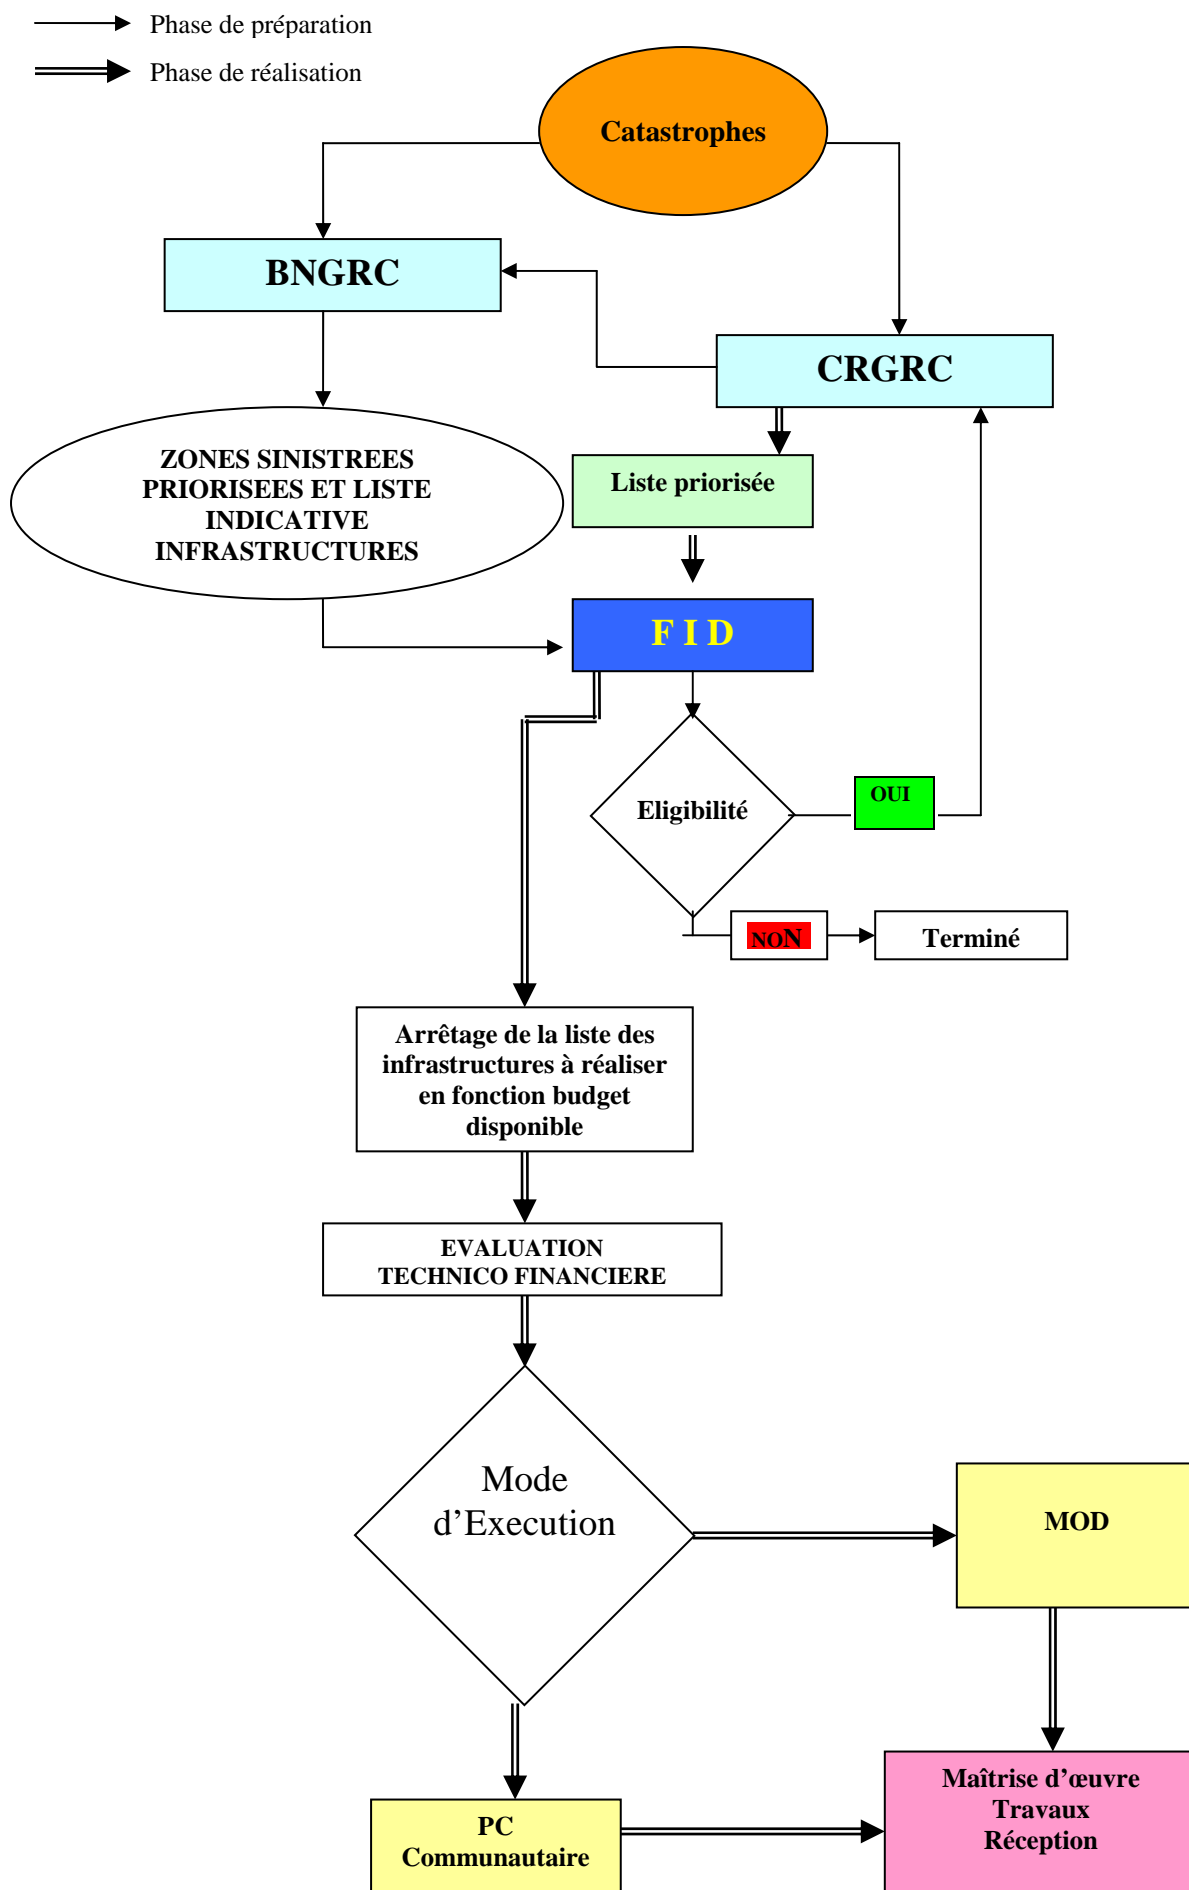 Phase de préparation
Phase de réalisation
Catastrophes
BNGRC
CRGRC
ZONES SINISTREES
PRIORISEES ET LISTE
INDICATIVE
INFRASTRUCTURES
Liste priorisée
F I D
Eligibilité
OUI
NON
Terminé
Arrêtage de la liste des
infrastructures à réaliser
en fonction budget
disponible
EVALUATION
TECHNICO FINANCIERE
Mode
d’Execution
MOD
Maîtrise d’œuvre
Travaux
Réception
PC
Communautaire